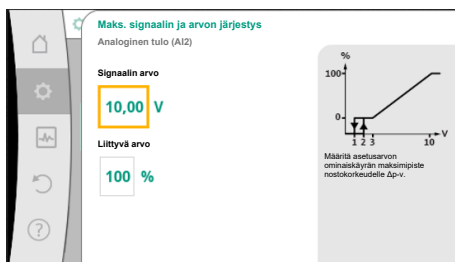 Maks. signaalin ja arvon järjestys
Analoginen tulo (AI2)
Signaalin arvo
10,00 V
Liittyvä arvo
100 %
%
100
0
1 2 3 10 V
Määritä asetusarvon
ominaiskäyrän maksimipiste
nostokorkeudelle Δp-v.
?